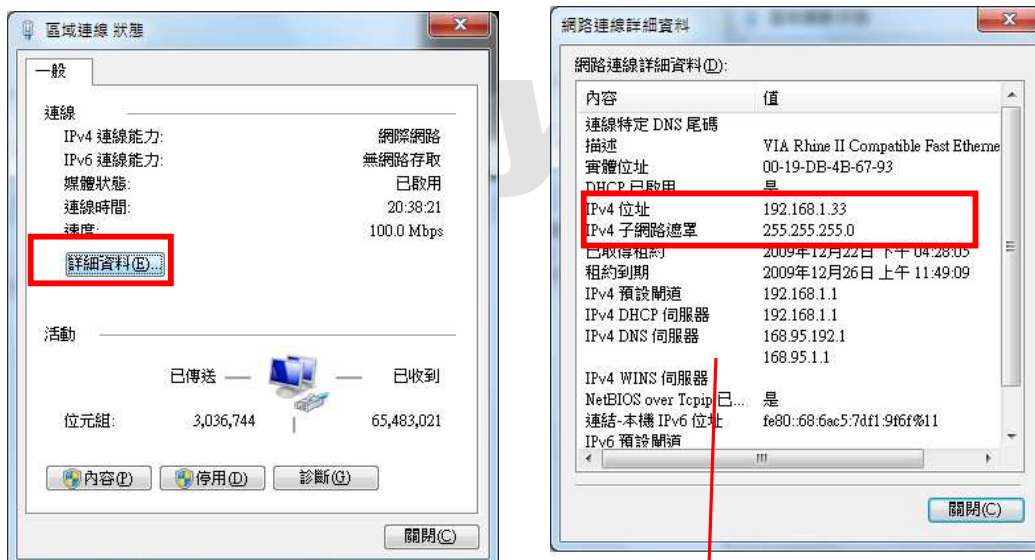 區域連線 狀態
一般
連線
IPv4 連線能力: 網際網路
IPv6 連線能力: 無網路存取
媒體狀態: 已啟用
連線時間: 20:38:21
速度: 100.0 Mbps
詳細資料(E)...
活動
已傳送 — — 已收到
位元組: 3,036,744 65,483,021
內容(P) 停用(D) 診斷(G)
關閉(C)
網路連線詳細資料
網路連線詳細資料(D):
內容 值
連線特定 DNS 尾碼
描述 VIA Rhine II Compatible Fast Etherne
實體位址 00-19-DB-4B-67-93
DHCP 已啟用 是
IPv4 位址 192.168.1.33
IPv4 子網路遮罩 255.255.255.0
已取得租約 2009年12月22日 下午 04:28:05
租約到期 2009年12月26日 上午 11:49:09
IPv4 預設閘道 192.168.1.1
IPv4 DHCP 伺服器 192.168.1.1
IPv4 DNS 伺服器 168.95.192.1
168.95.1.1
IPv4 WINS 伺服器
NetBIOS over Tcpip 已... 是
連結-本機 IPv6 位址 fe80::68:6ac5:7df1:9f6f%11
IPv6 預設閘道
關閉(C)